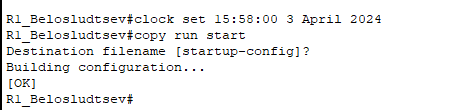 R1_Belosludtsev#clock set 15:58:00 3 April 2024
R1_Belosludtsev#copy run start
Destination filename [startup-config]?
Building configuration...
[OK]
R1_Belosludtsev#